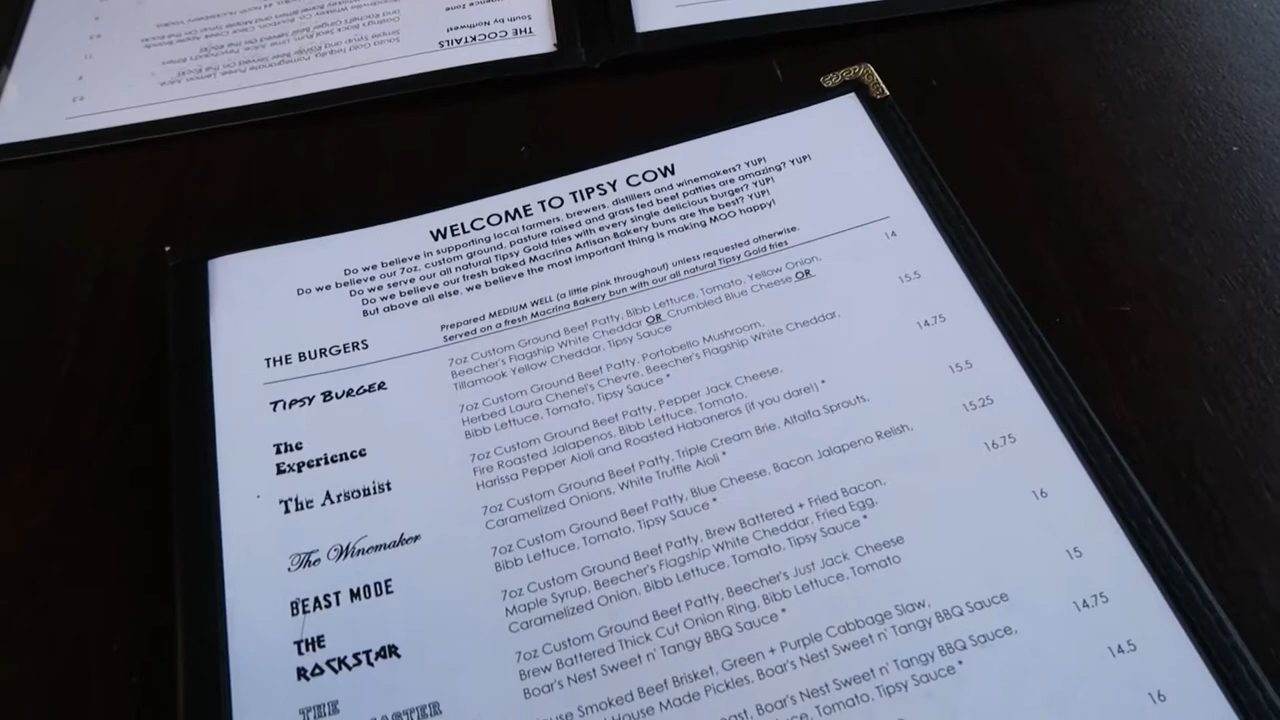 THE COCKTAILS
South by Northwest
WELCOME TO TIPSY COW
Do we believe in supporting local farmers, brewers, distillers and winemakers? YUP!
Do we believe our 7oz. custom ground, pasture raised and grass fed beef patties are amazing? YUP!
Do we serve our all natural Tipsy Gold fries with every single delicious burger? YUP!
Do we believe our fresh baked Macrina Artisan Bakery buns are the best? YUP!
But above all else, we believe the most important thing is making MOO happy!
THE BURGERS
Prepared MEDIUM WELL (a little pink throughout) unless requested otherwise.
Served on a fresh Macrina Bakery bun with our all natural Tipsy Gold fries
TIPSY BURGER
7oz Custom Ground Beef Patty, Bibb Lettuce, Tomato, Yellow Onion, 14
Beecher's Flagship White Cheddar OR Crumbled Blue Cheese OR
Tillamook Yellow Cheddar, Tipsy Sauce
The
Experience
7oz Custom Ground Beef Patty, Portobello Mushroom, 15.5
Herbed Laura Chenel's Chevre, Beecher's Flagship White Cheddar,
Bibb Lettuce, Tomato, Tipsy Sauce *
The Arsonist
7oz Custom Ground Beef Patty, Pepper Jack Cheese, 14.75
Fire Roasted Jalapenos, Bibb Lettuce, Tomato,
Harissa Pepper Aioli and Roasted Habaneros (if you dare!) *
The Winemaker
7oz Custom Ground Beef Patty, Triple Cream Brie, Alfalfa Sprouts, 15.5
Caramelized Onions, White Truffle Aioli *
BEAST MODE
7oz Custom Ground Beef Patty, Blue Cheese, Bacon Jalapeno Relish, 15.25
Bibb Lettuce, Tomato, Tipsy Sauce *
THE
ROCKSTAR
7oz Custom Ground Beef Patty, Brew Battered + Fried Bacon, 16.75
Maple Syrup, Beecher's Flagship White Cheddar, Fried Egg,
Caramelized Onion, Bibb Lettuce, Tomato, Tipsy Sauce *
THE
7oz Custom Ground Beef Patty, Beecher's Just Jack Cheese 16
Brew Battered Thick Cut Onion Ring, Bibb Lettuce, Tomato
Boar's Nest Sweet n' Tangy BBQ Sauce *
Smoked Beef Brisket, Green + Purple Cabbage Slaw, 15
House Made Pickles, Boar's Nest Sweet n' Tangy BBQ Sauce
Boar's Nest Sweet n' Tangy BBQ Sauce, 14.75
Tomato, Tipsy Sauce *
14.5
16